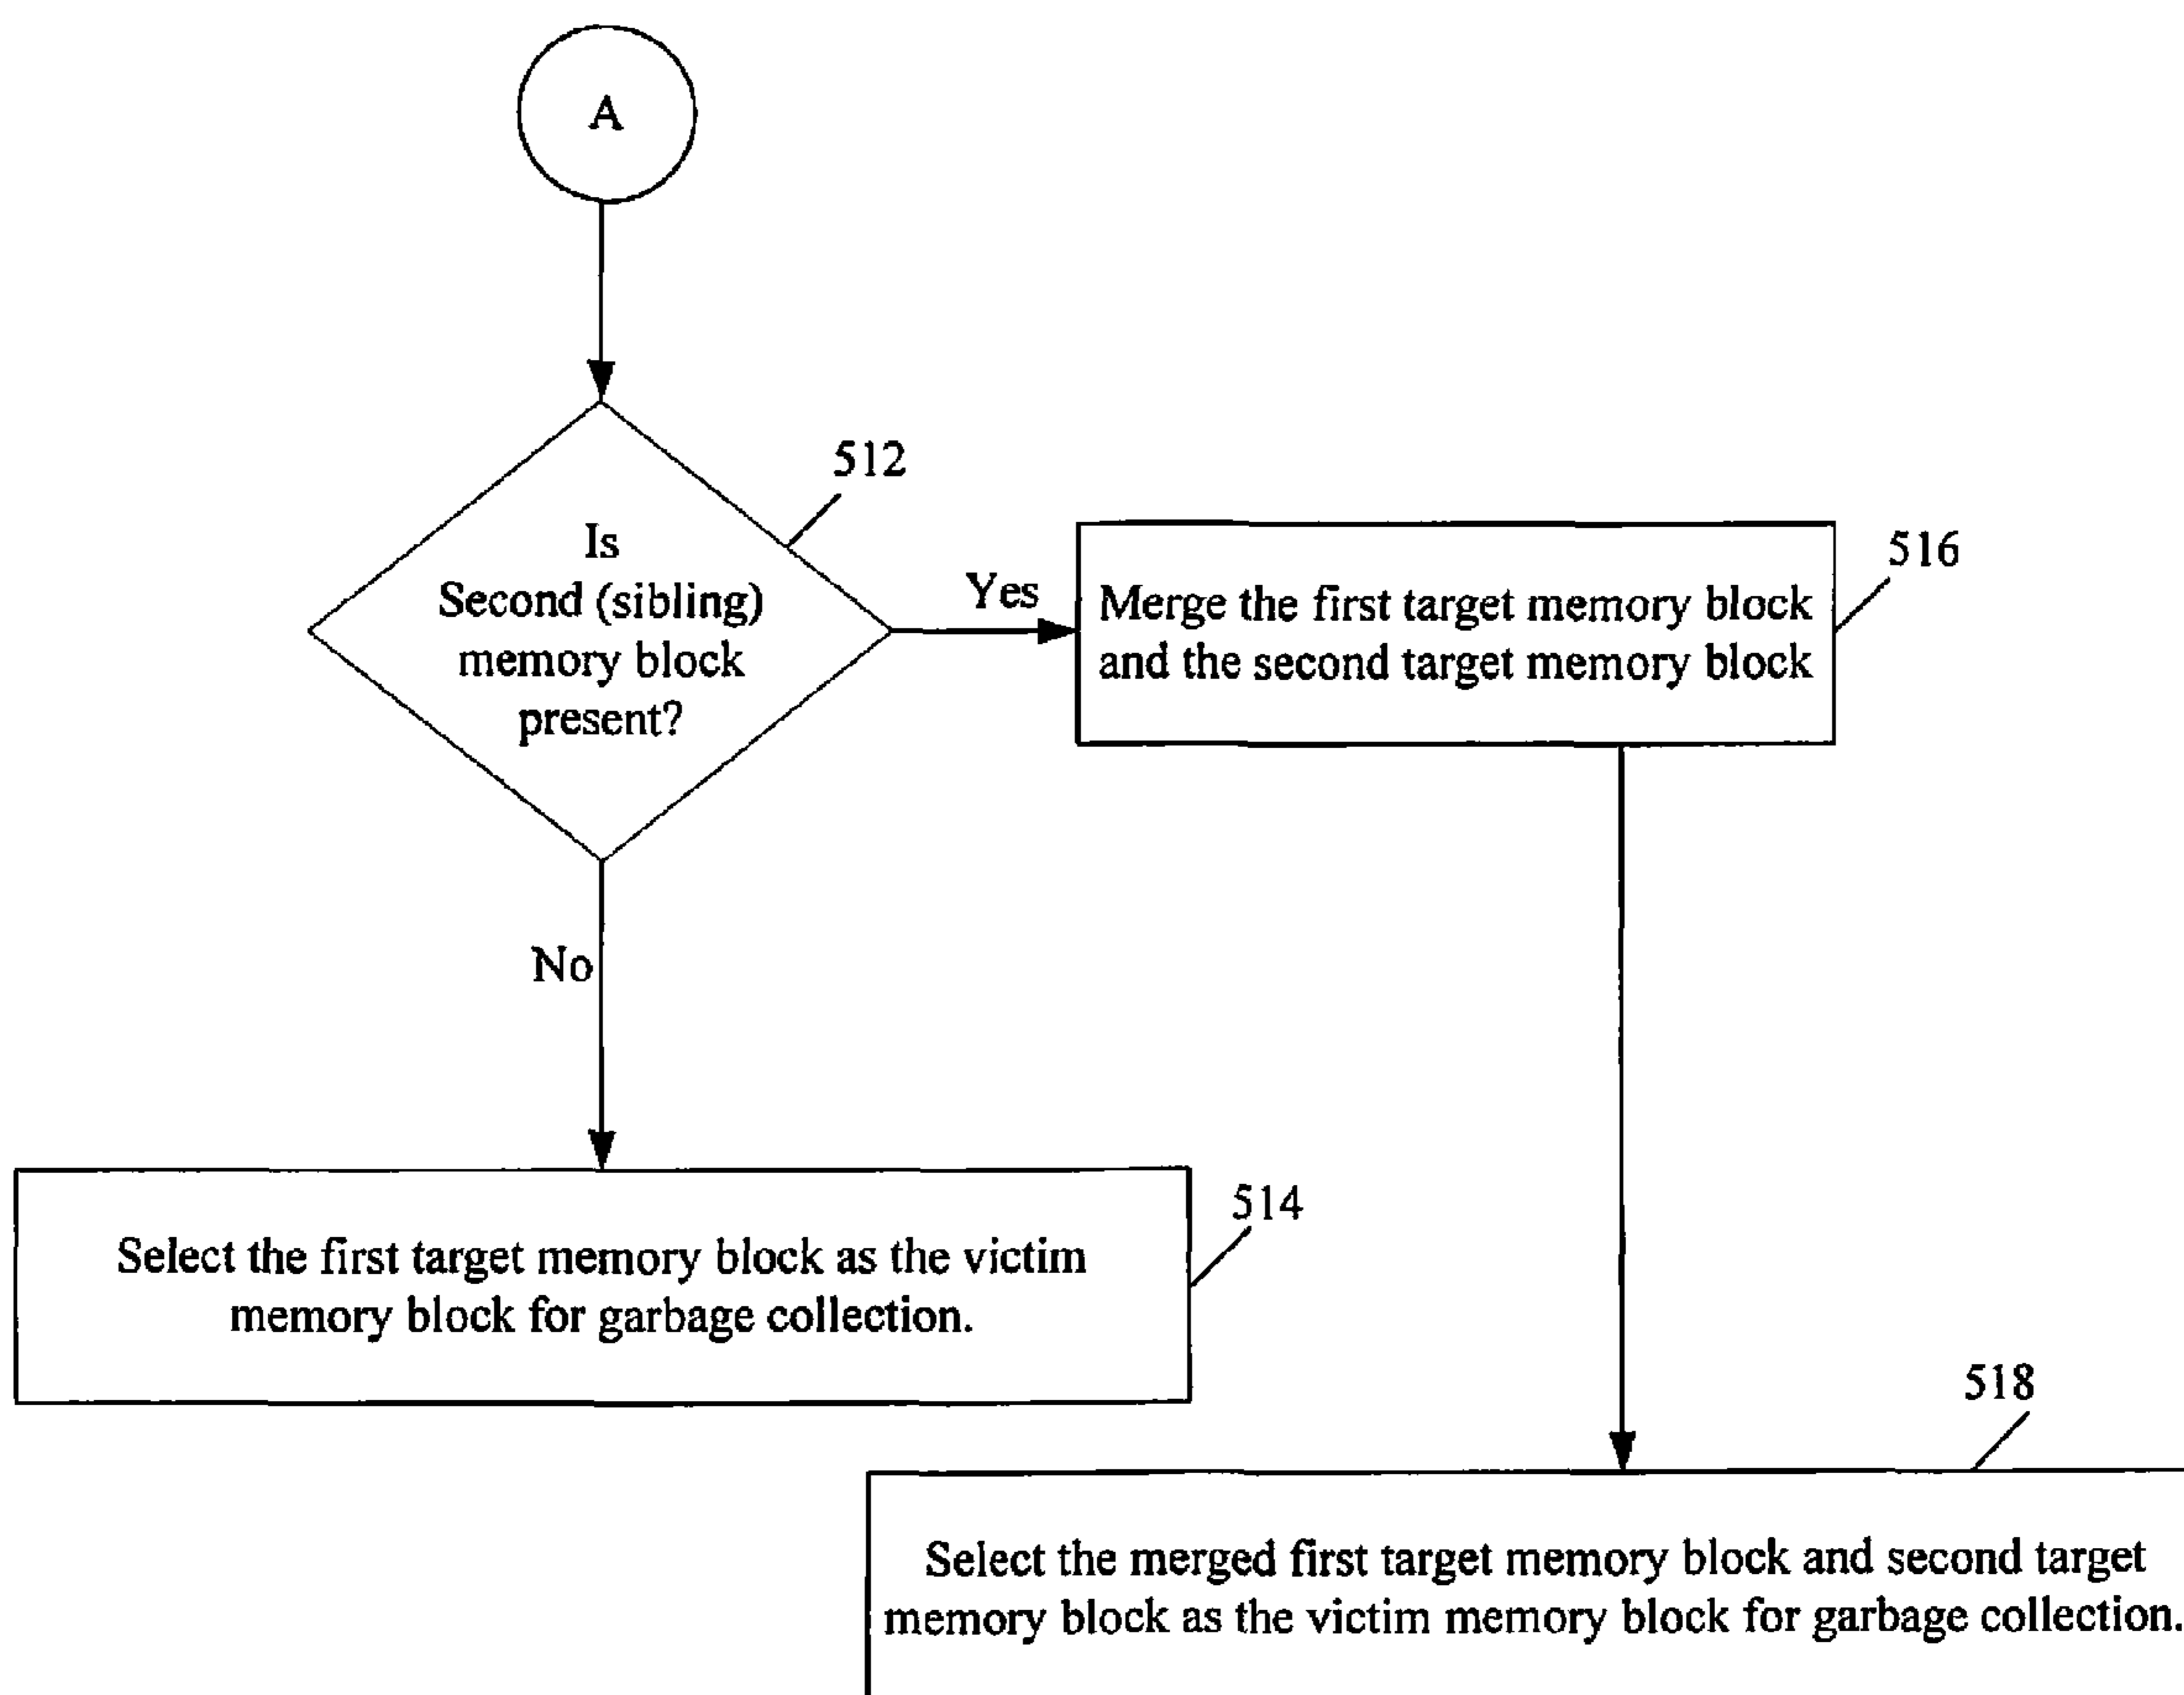 A
512
Is
Second (sibling)
memory block
present?
Yes
516
Merge the first target memory block
and the second target memory block
No
514
Select the first target memory block as the victim
memory block for garbage collection.
518
Select the merged first target memory block and second target
memory block as the victim memory block for garbage collection.